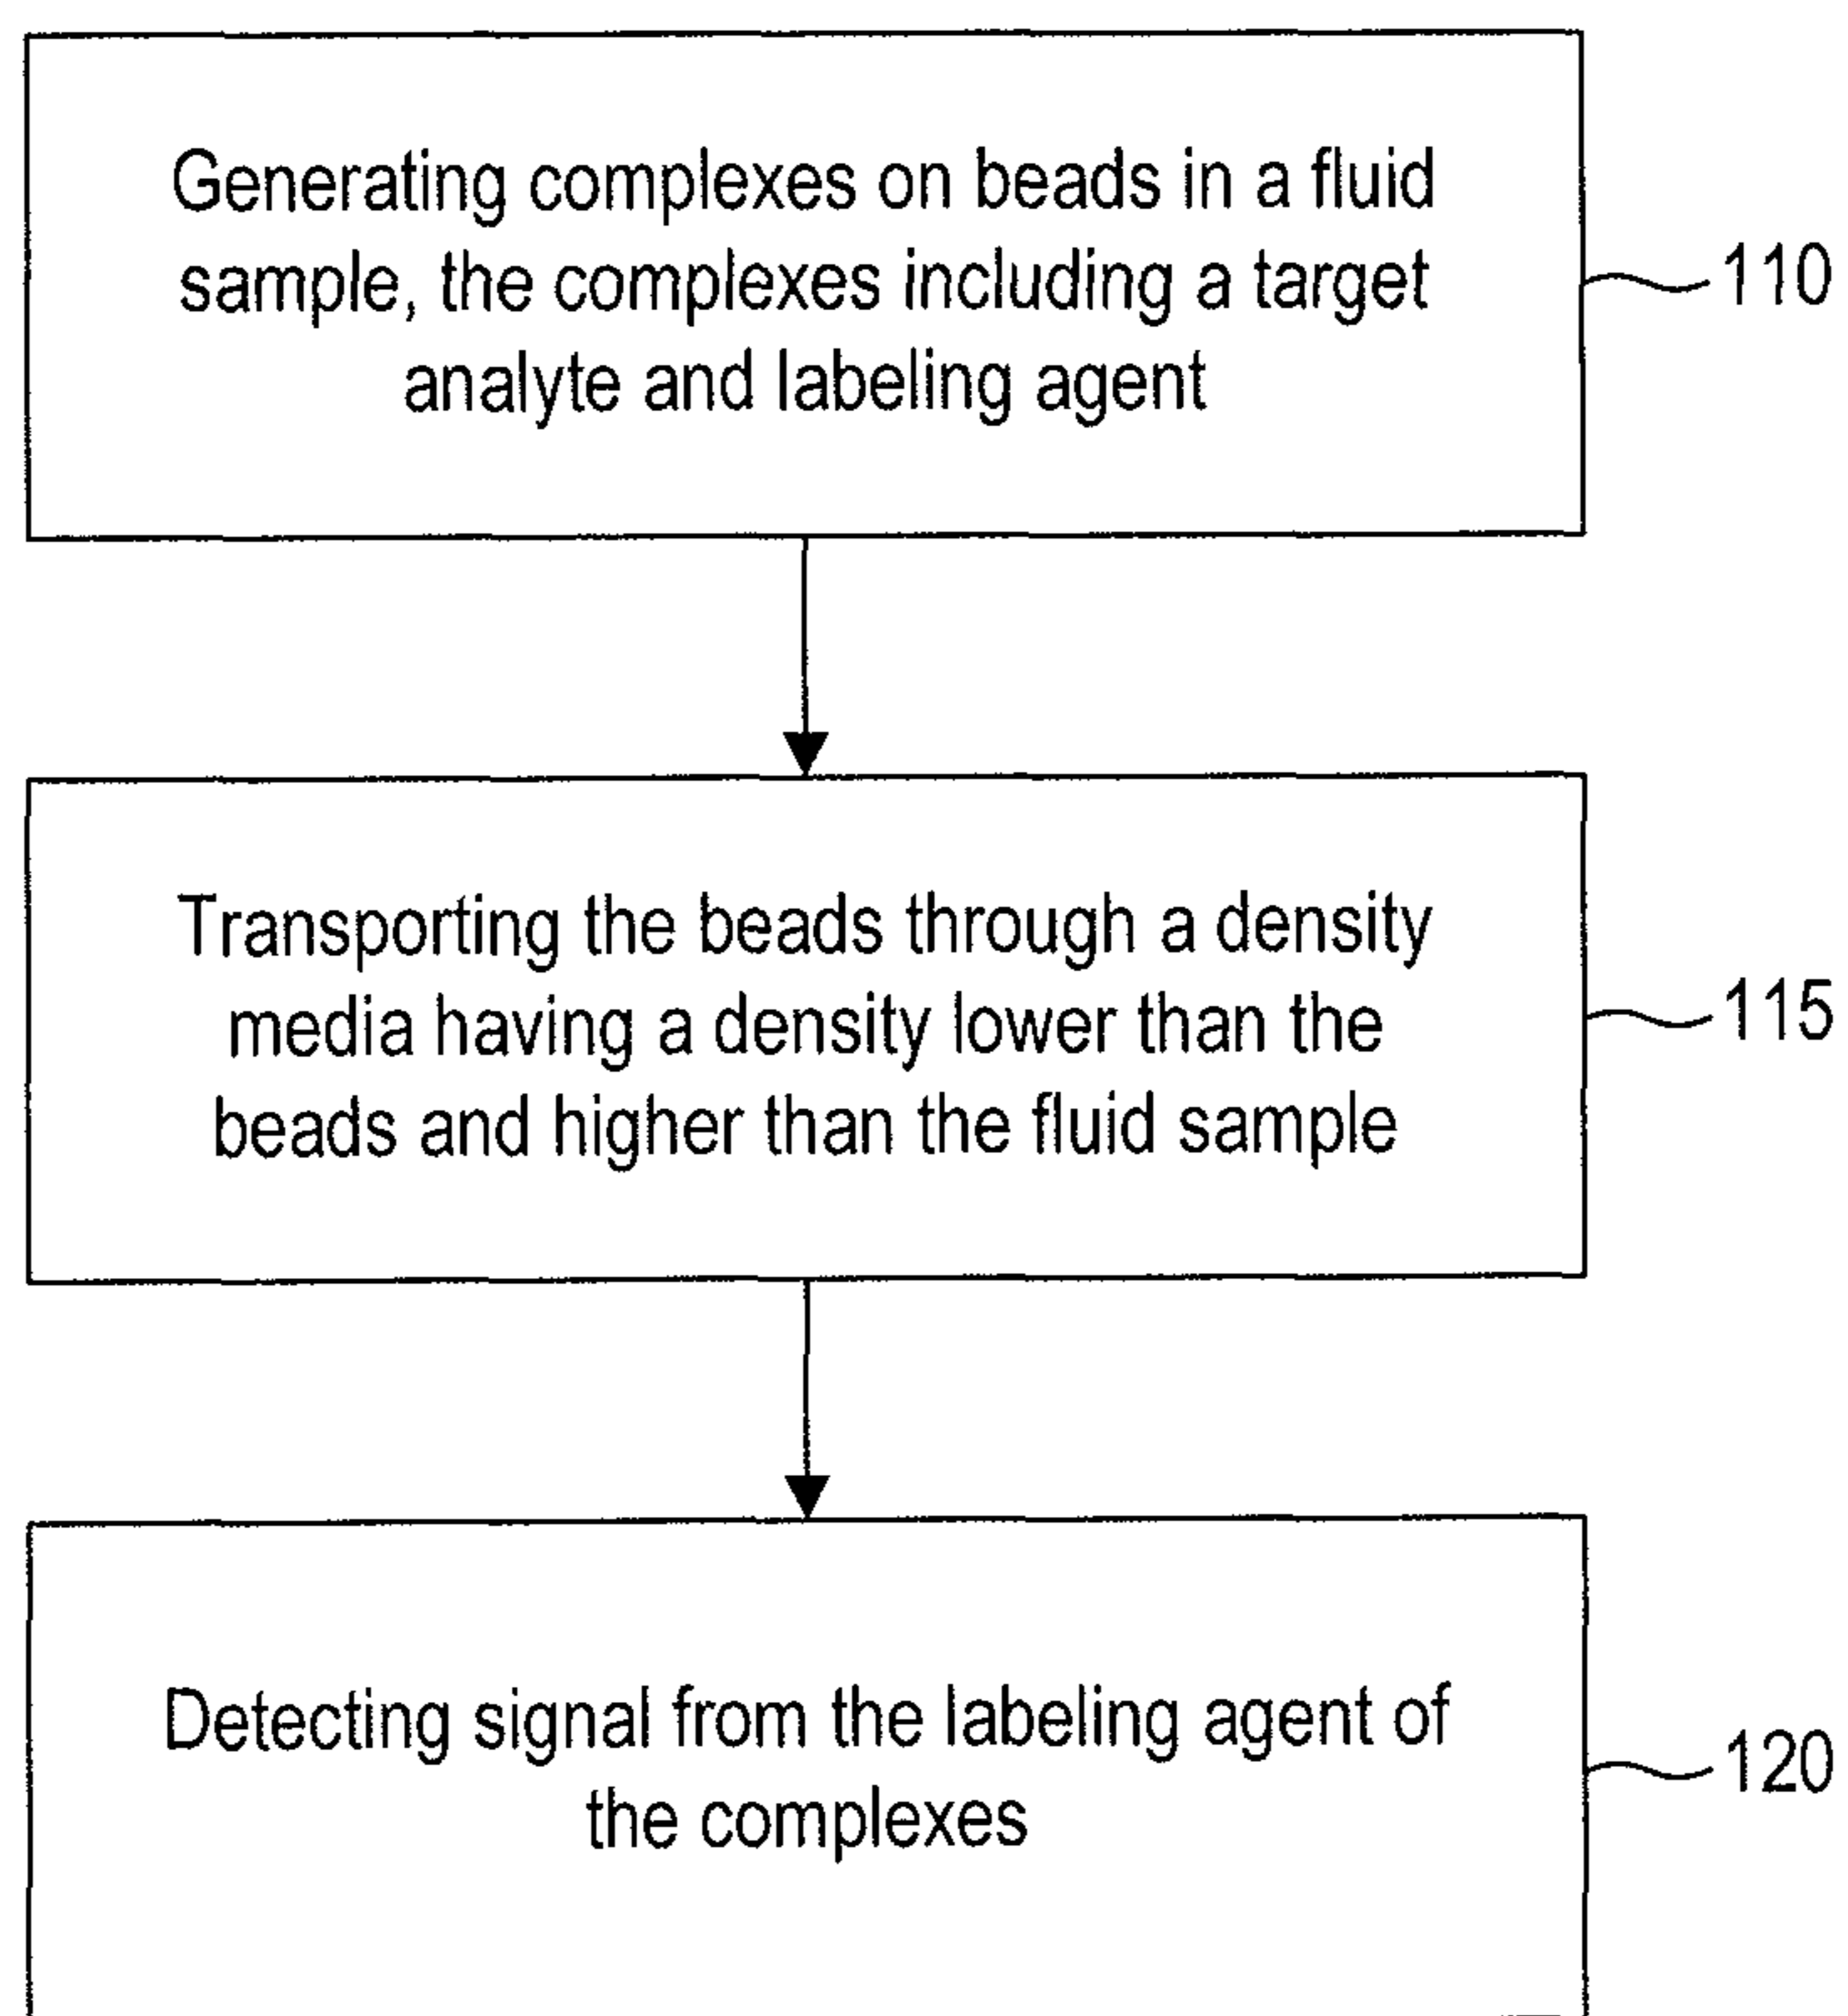 Generating complexes on beads in a fluid
sample, the complexes including a target
analyte and labeling agent
110
Transporting the beads through a density
media having a density lower than the
beads and higher than the fluid sample
115
Detecting signal from the labeling agent of
the complexes
120